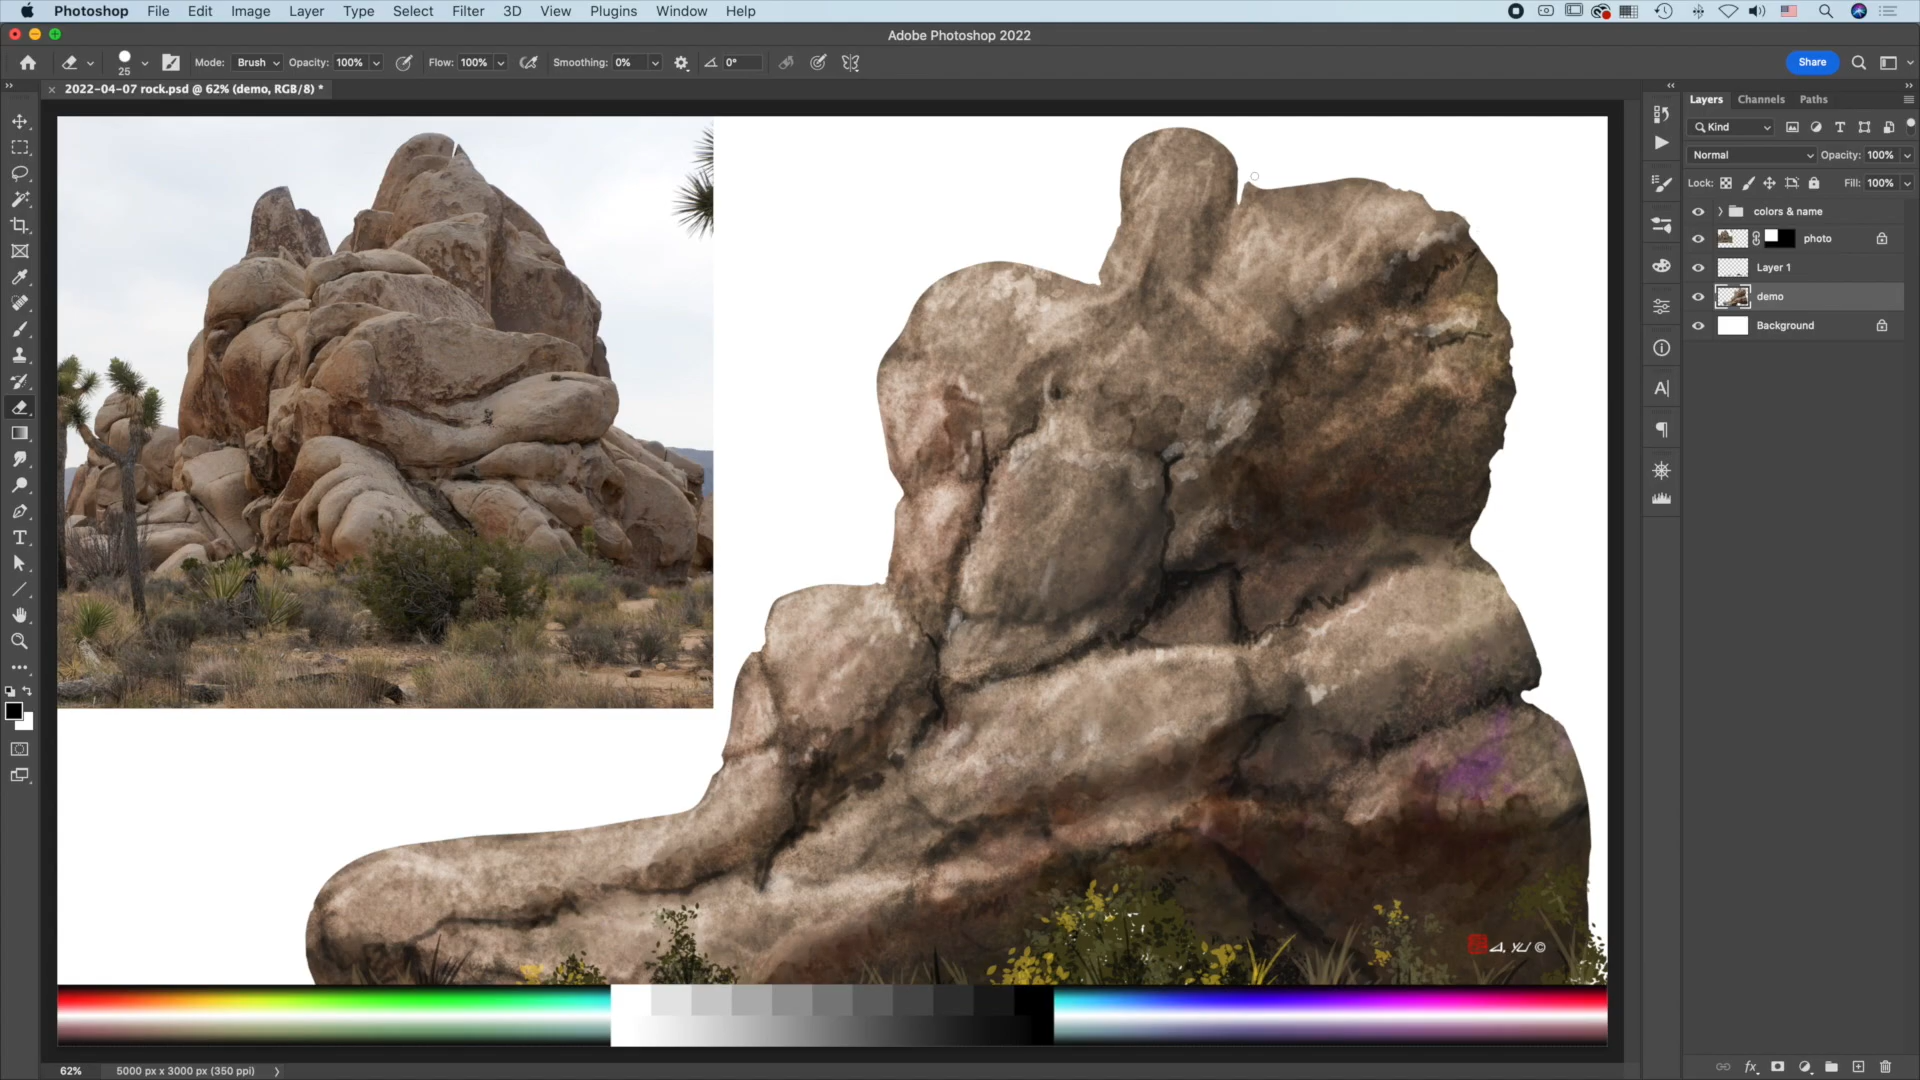 Photoshop File Edit Image Layer Type Select Filter 3D View Plugins Window Help
Adobe Photoshop 2022
25 Mode: Brush Opacity: 100% Flow: 100% Smoothing: 0% 0° Share
2022-04-07 rock.psd @ 62% (demo, RGB/8) *
Layers Channels Paths
Kind
Normal Opacity: 100%
Lock: Fill: 100%
colors & name
photo
Layer 1
demo
Background
A. YU ©
62% 5000 px x 3000 px (350 ppi)